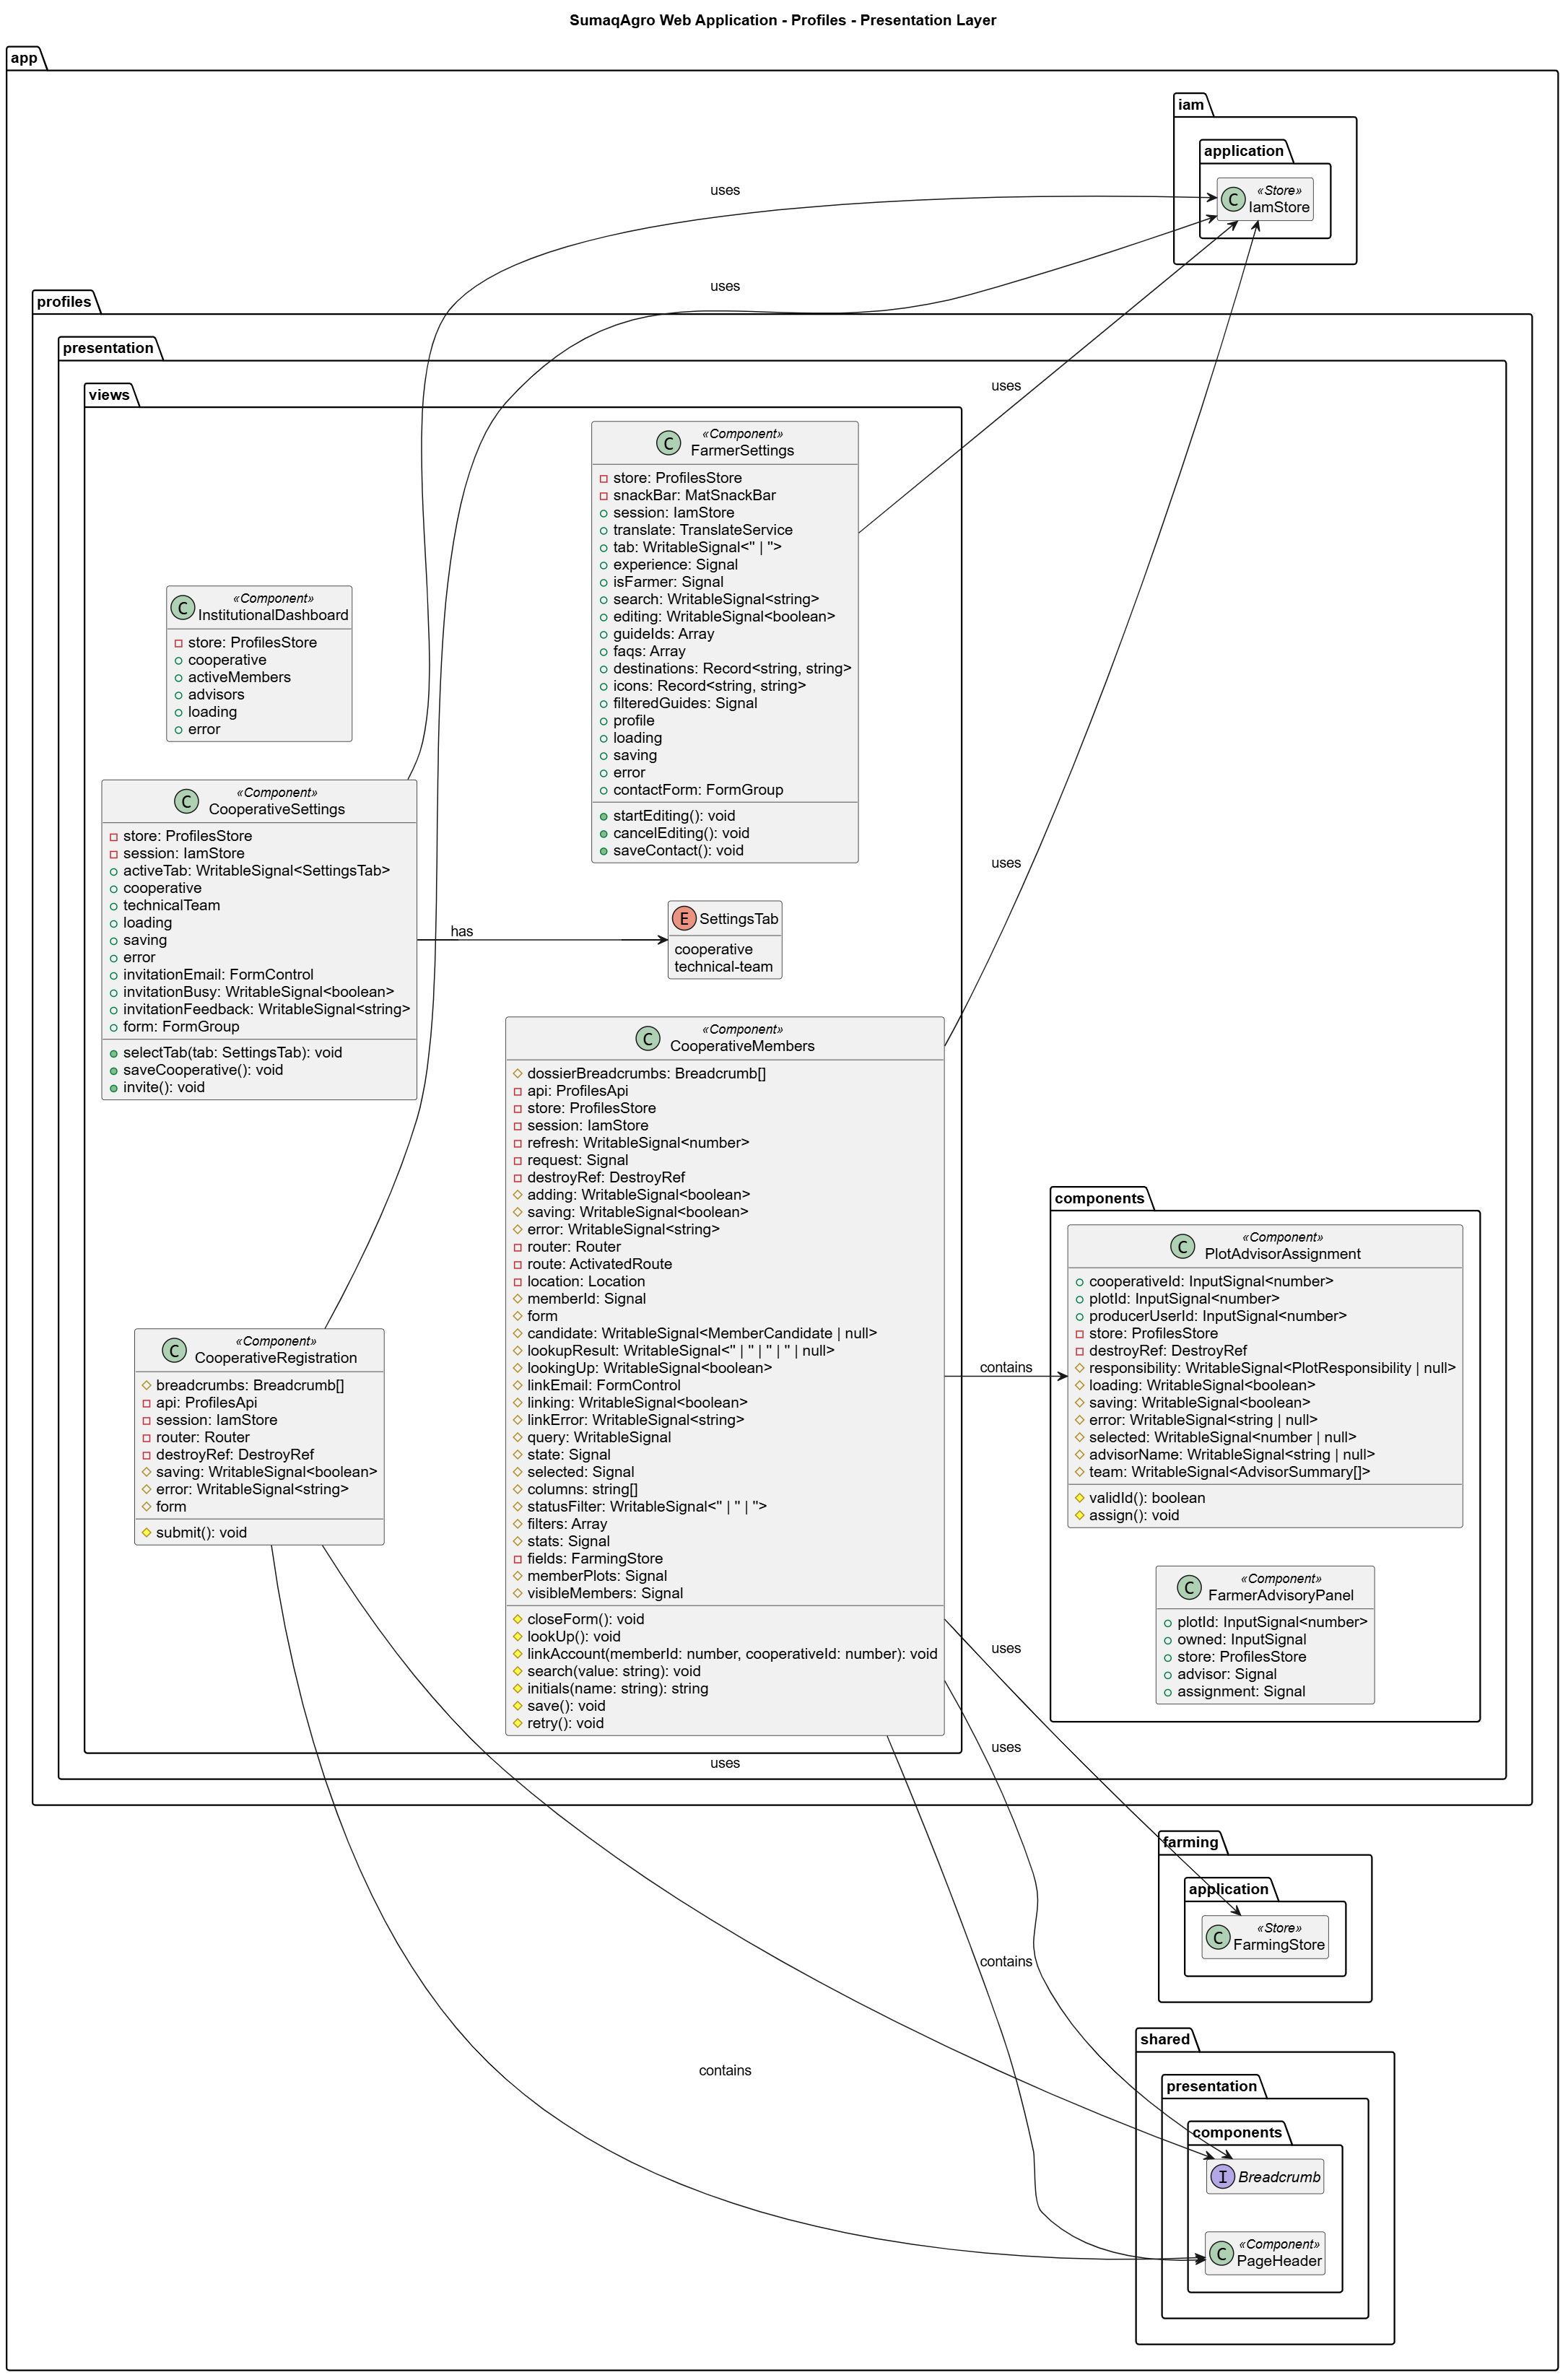 SumaqAgro Web Application - Profiles - Presentation Layer
app
iam
application
«Store»
IamStore
uses
uses
uses
uses
profiles
presentation
views
«Component»
FarmerSettings
store: ProfilesStore
snackBar: MatSnackBar
session: IamStore
translate: TranslateService
tab: WritableSignal<'' | ''>
experience: Signal
isFarmer: Signal
search: WritableSignal<string>
editing: WritableSignal<boolean>
guideIds: Array
faqs: Array
destinations: Record<string, string>
icons: Record<string, string>
filteredGuides: Signal
profile
loading
saving
error
contactForm: FormGroup
startEditing(): void
cancelEditing(): void
saveContact(): void
«Component»
InstitutionalDashboard
store: ProfilesStore
cooperative
activeMembers
advisors
loading
error
«Component»
CooperativeSettings
store: ProfilesStore
session: IamStore
activeTab: WritableSignal<SettingsTab>
cooperative
technicalTeam
loading
saving
error
invitationEmail: FormControl
invitationBusy: WritableSignal<boolean>
invitationFeedback: WritableSignal<string>
form: FormGroup
selectTab(tab: SettingsTab): void
saveCooperative(): void
invite(): void
has
SettingsTab
cooperative
technical-team
«Component»
CooperativeMembers
dossierBreadcrumbs: Breadcrumb[]
api: ProfilesApi
store: ProfilesStore
session: IamStore
refresh: WritableSignal<number>
request: Signal
destroyRef: DestroyRef
adding: WritableSignal<boolean>
saving: WritableSignal<boolean>
error: WritableSignal<string>
router: Router
route: ActivatedRoute
location: Location
memberId: Signal
form
candidate: WritableSignal<MemberCandidate | null>
lookupResult: WritableSignal<'' | '' | '' | '' | null>
lookingUp: WritableSignal<boolean>
linkEmail: FormControl
linking: WritableSignal<boolean>
linkError: WritableSignal<string>
query: WritableSignal
state: Signal
selected: Signal
columns: string[]
statusFilter: WritableSignal<'' | '' | ''>
filters: Array
stats: Signal
fields: FarmingStore
memberPlots: Signal
visibleMembers: Signal
closeForm(): void
lookUp(): void
linkAccount(memberId: number, cooperativeId: number): void
search(value: string): void
initials(name: string): string
save(): void
retry(): void
«Component»
CooperativeRegistration
breadcrumbs: Breadcrumb[]
api: ProfilesApi
session: IamStore
router: Router
destroyRef: DestroyRef
saving: WritableSignal<boolean>
error: WritableSignal<string>
form
submit(): void
contains
components
«Component»
PlotAdvisorAssignment
cooperativeId: InputSignal<number>
plotId: InputSignal<number>
producerUserId: InputSignal<number>
store: ProfilesStore
destroyRef: DestroyRef
responsibility: WritableSignal<PlotResponsibility | null>
loading: WritableSignal<boolean>
saving: WritableSignal<boolean>
error: WritableSignal<string | null>
selected: WritableSignal<number | null>
advisorName: WritableSignal<string | null>
team: WritableSignal<AdvisorSummary[]>
validId(): boolean
assign(): void
«Component»
FarmerAdvisoryPanel
plotId: InputSignal<number>
owned: InputSignal
store: ProfilesStore
advisor: Signal
assignment: Signal
uses
uses
uses
farming
application
«Store»
FarmingStore
contains
contains
shared
presentation
components
Breadcrumb
«Component»
PageHeader